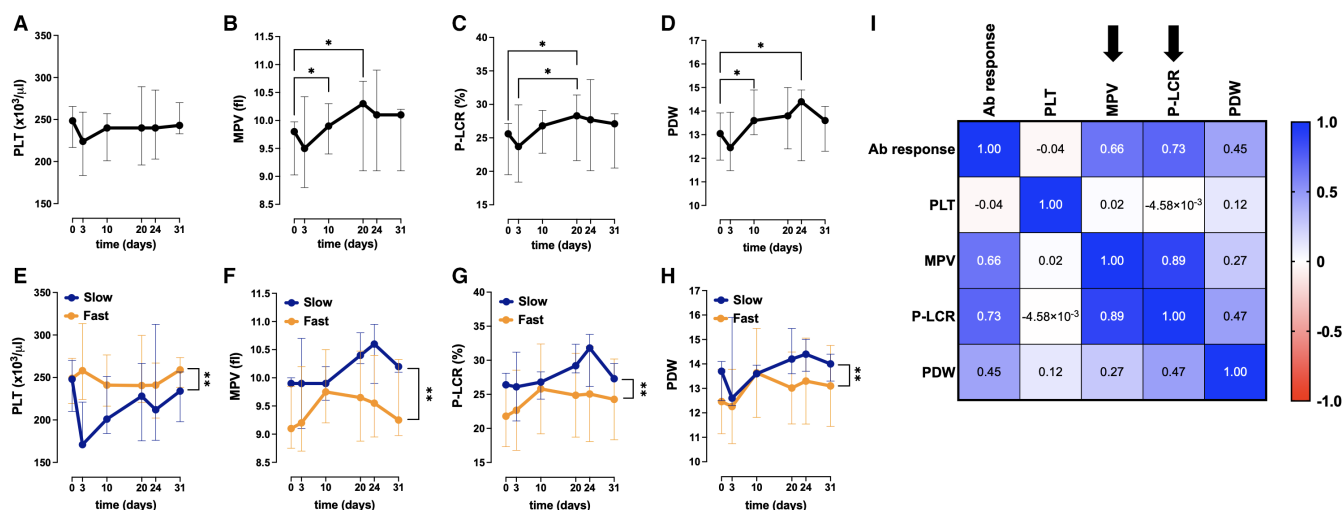 A
PLT (x10³/µl)
350
300
250
200
150
0 3 10 20 24 31
time (days)
B
MPV (fl)
11.5
11.0
10.5
10.0
9.5
9.0
8.5
*
*
0 3 10 20 24 31
time (days)
C
P-LCR (%)
40
35
30
25
20
15
*
*
0 3 10 20 24 31
time (days)
D
PDW
17
16
15
14
13
12
11
10
*
*
0 3 10 20 24 31
time (days)
E
PLT (x10³/µl)
350
300
250
200
150
Slow
Fast
**
0 3 10 20 24 31
time (days)
F
MPV (fl)
11.5
11.0
10.5
10.0
9.5
9.0
8.5
Slow
Fast
**
0 3 10 20 24 31
time (days)
G
P-LCR (%)
40
35
30
25
20
15
Slow
Fast
**
0 3 10 20 24 31
time (days)
H
PDW
17
16
15
14
13
12
11
10
Slow
Fast
**
0 3 10 20 24 31
time (days)
I
Ab response
PLT
MPV
P-LCR
PDW
Ab response 1.00 -0.04 0.66 0.73 0.45
PLT -0.04 1.00 0.02 -4.58×10⁻³ 0.12
MPV 0.66 0.02 1.00 0.89 0.27
P-LCR 0.73 -4.58×10⁻³ 0.89 1.00 0.47
PDW 0.45 0.12 0.27 0.47 1.00
1.0
0.5
0
-0.5
-1.0